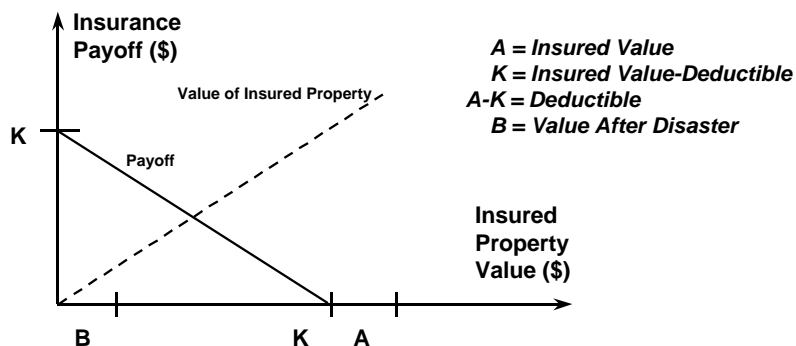 Insurance
Payoff ($)
A = Insured Value
K = Insured Value-Deductible
A-K = Deductible
B = Value After Disaster
Value of Insured Property
K
Payoff
Insured
Property
Value ($)
B
K
A